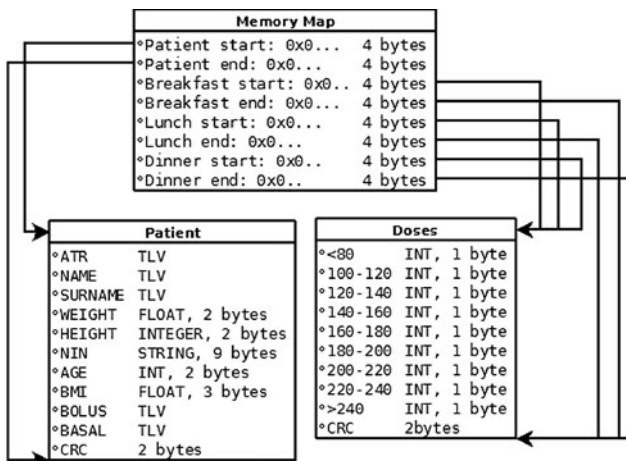 Memory Map
°Patient start: 0x0... 4 bytes
°Patient end: 0x0... 4 bytes
°Breakfast start: 0x0.. 4 bytes
°Breakfast end: 0x0... 4 bytes
°Lunch start: 0x0... 4 bytes
°Lunch end: 0x0... 4 bytes
°Dinner start: 0x0.. 4 bytes
°Dinner end: 0x0.. 4 bytes
Patient
°ATR TLV
°NAME TLV
°SURNAME TLV
°WEIGHT FLOAT, 2 bytes
°HEIGHT INTEGER, 2 bytes
°NIN STRING, 9 bytes
°AGE INT, 2 bytes
°BMI FLOAT, 3 bytes
°BOLUS TLV
°BASAL TLV
°CRC 2 bytes
Doses
°<80 INT, 1 byte
°100-120 INT, 1 byte
°120-140 INT, 1 byte
°140-160 INT, 1 byte
°160-180 INT, 1 byte
°180-200 INT, 1 byte
°200-220 INT, 1 byte
°220-240 INT, 1 byte
°>240 INT, 1 byte
°CRC 2bytes